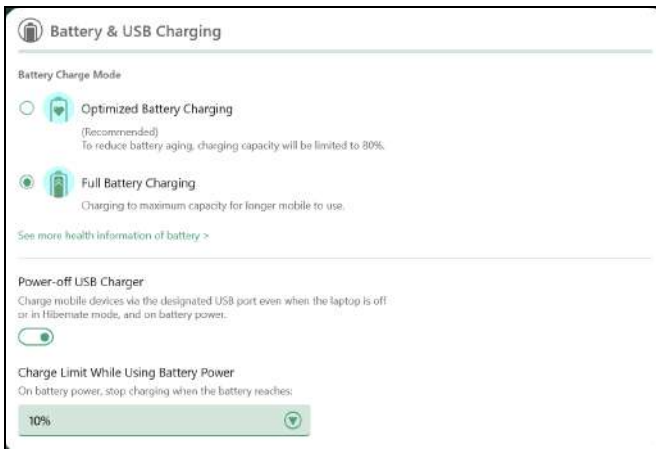 Battery & USB Charging
Battery Charge Mode
Optimized Battery Charging
(Recommended)
To reduce battery aging, charging capacity will be limited to 80%.
Full Battery Charging
Charging to maximum capacity for longer mobile to use.
See more health information of battery >
Power-off USB Charger
Charge mobile devices via the designated USB port even when the laptop is off
or in Hibernate mode, and on battery power.
Charge Limit While Using Battery Power
On battery power, stop charging when the battery reaches:
10%